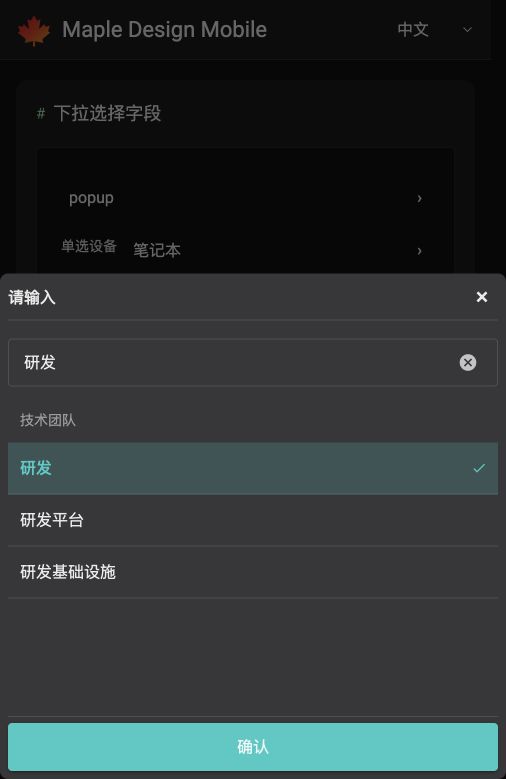 Maple Design Mobile 中文
# 下拉选择字段
popup ›
单选设备 笔记本 ›
请输入
研发
技术团队
研发
研发平台
研发基础设施
确认